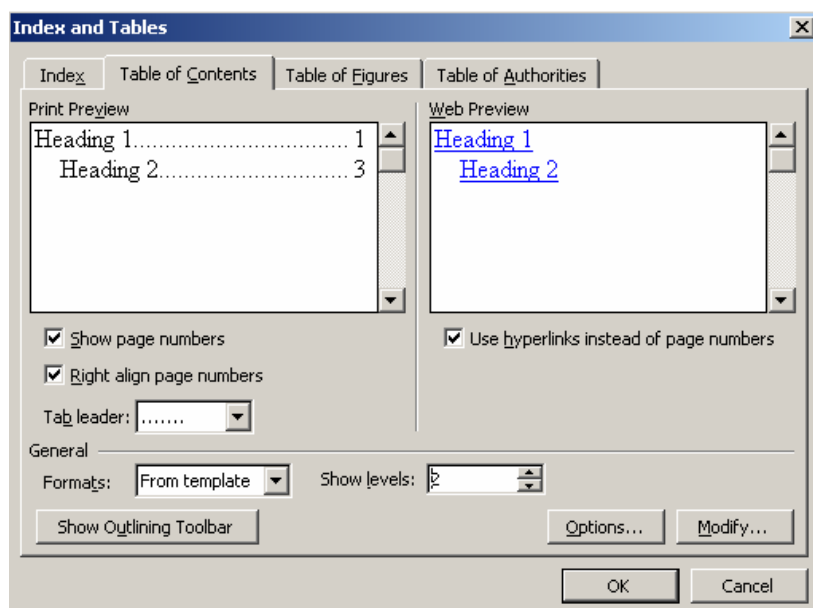 Index and Tables
Index
Table of Contents
Table of Figures
Table of Authorities
Print Preview
Heading 1................................... 1
Heading 2............................... 3
Web Preview
Heading 1
Heading 2
Show page numbers
Right align page numbers
Tab leader: .......
Use hyperlinks instead of page numbers
General
Formats: From template
Show levels: 2
Show Outlining Toolbar
Options...
Modify...
OK
Cancel